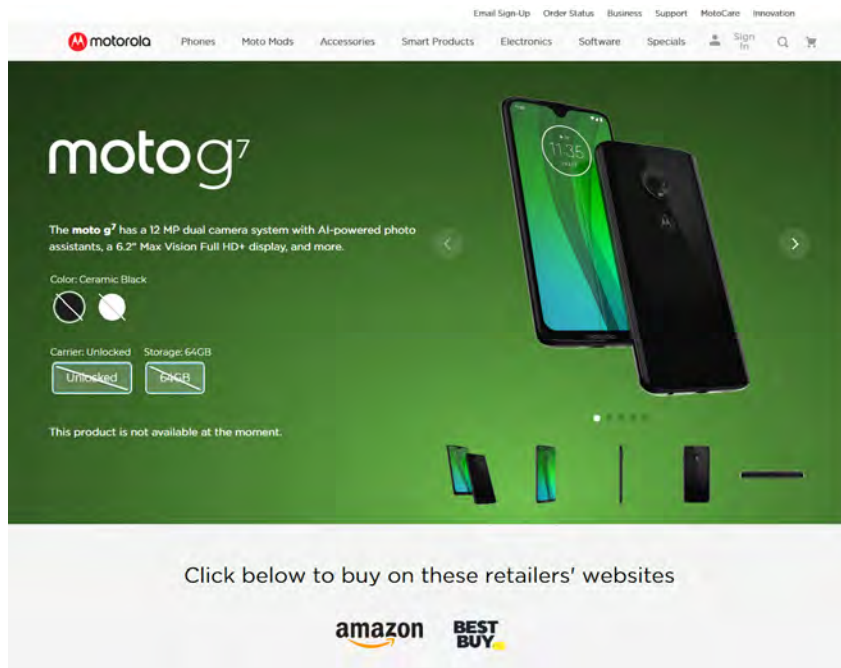 Email Sign-Up Order Status Business Support MotoCare Innovation
motorola Phones Moto Mods Accessories Smart Products Electronics Software Specials Sign In
moto g7
11:35
The moto g7 has a 12 MP dual camera system with AI-powered photo
assistants, a 6.2" Max Vision Full HD+ display, and more.
Color: Ceramic Black
Carrier: Unlocked Storage: 64GB
Unlocked 64GB
This product is not available at the moment.
Click below to buy on these retailers' websites
amazon BEST
BUY